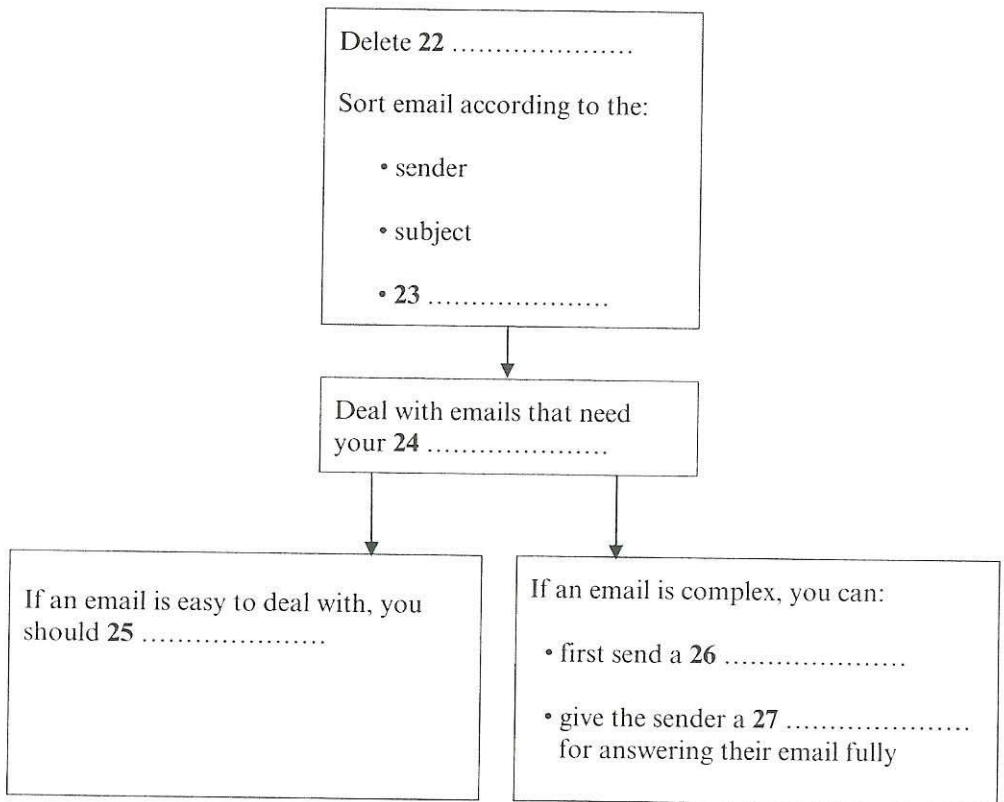 Delete 22 ......................
Sort email according to the:
• sender
• subject
• 23 ......................
Deal with emails that need
your 24 ......................
If an email is easy to deal with, you
should 25 ......................
If an email is complex, you can:
• first send a 26 ......................
• give the sender a 27 ......................
for answering their email fully